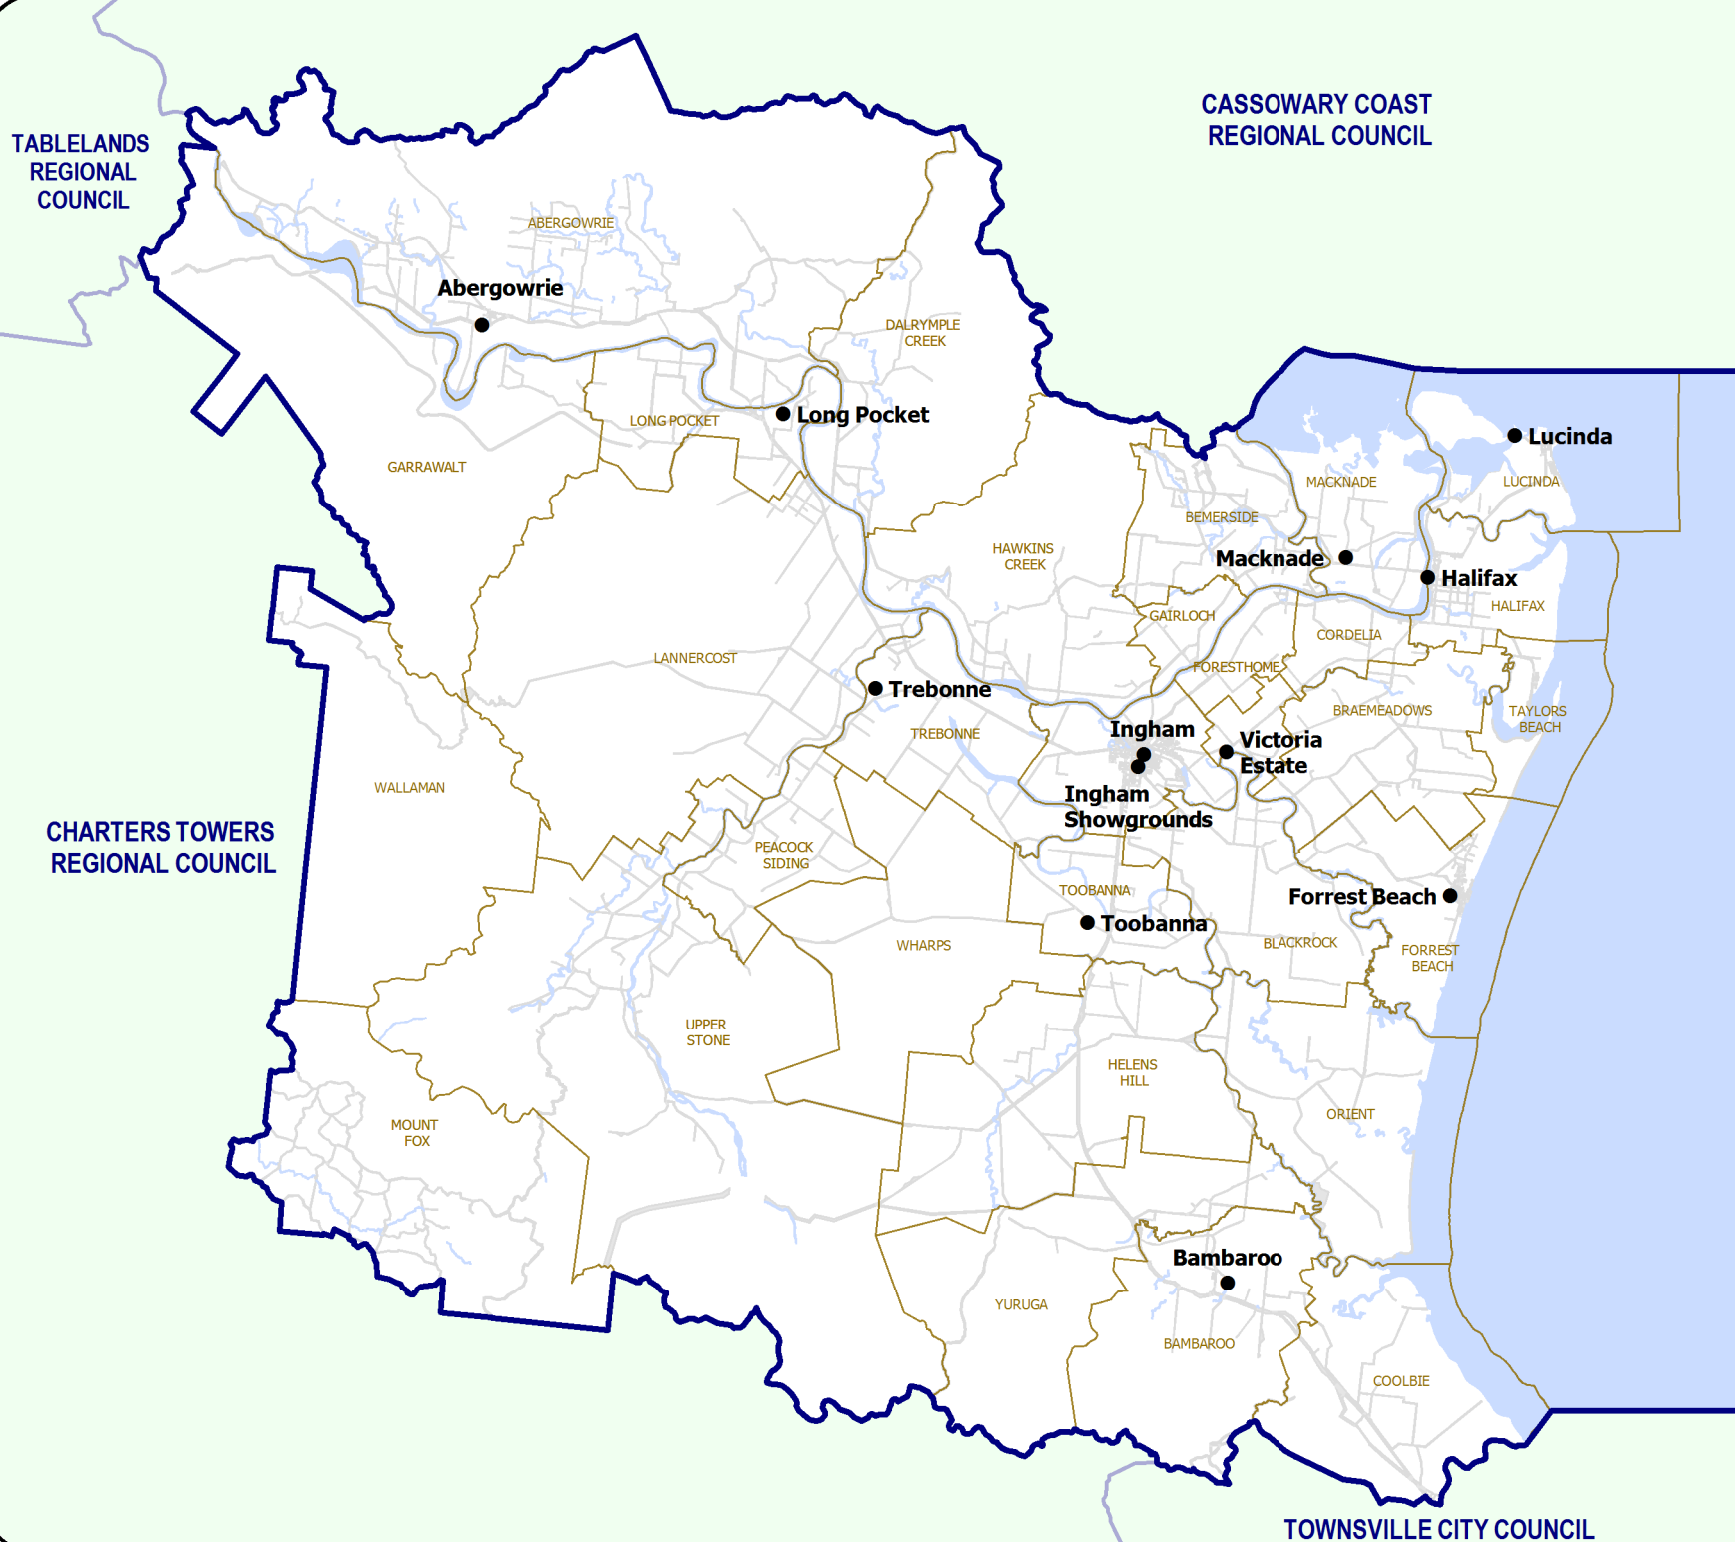 CASSOWARY COAST
REGIONAL COUNCIL
TABLELANDS
REGIONAL
COUNCIL
ABERGOWRIE
Abergowrie
DALRYMPLE
CREEK
Long Pocket
LONG POCKET
Lucinda
GARRAWALT
MACKNADE
LUCINDA
BEMERSIDE
HAWKINS
CREEK
Macknade
Halifax
HALIFAX
GAIRLOCH
CORDELIA
LANNERCOST
FORESTHOME
Trebonne
BRAEMEADOWS
TAYLORS
BEACH
TREBONNE
Ingham
Victoria
Estate
WALLAMAN
Ingham
Showgrounds
CHARTERS TOWERS
REGIONAL COUNCIL
PEACOCK
SIDING
TOOBANNA
Forrest Beach
Toobanna
WHARPS
BLACKROCK
FORREST
BEACH
UPPER
STONE
HELENS
HILL
ORIENT
MOUNT
FOX
Bambaroo
YURUGA
BAMBAROO
COOLBIE
TOWNSVILLE CITY COUNCIL